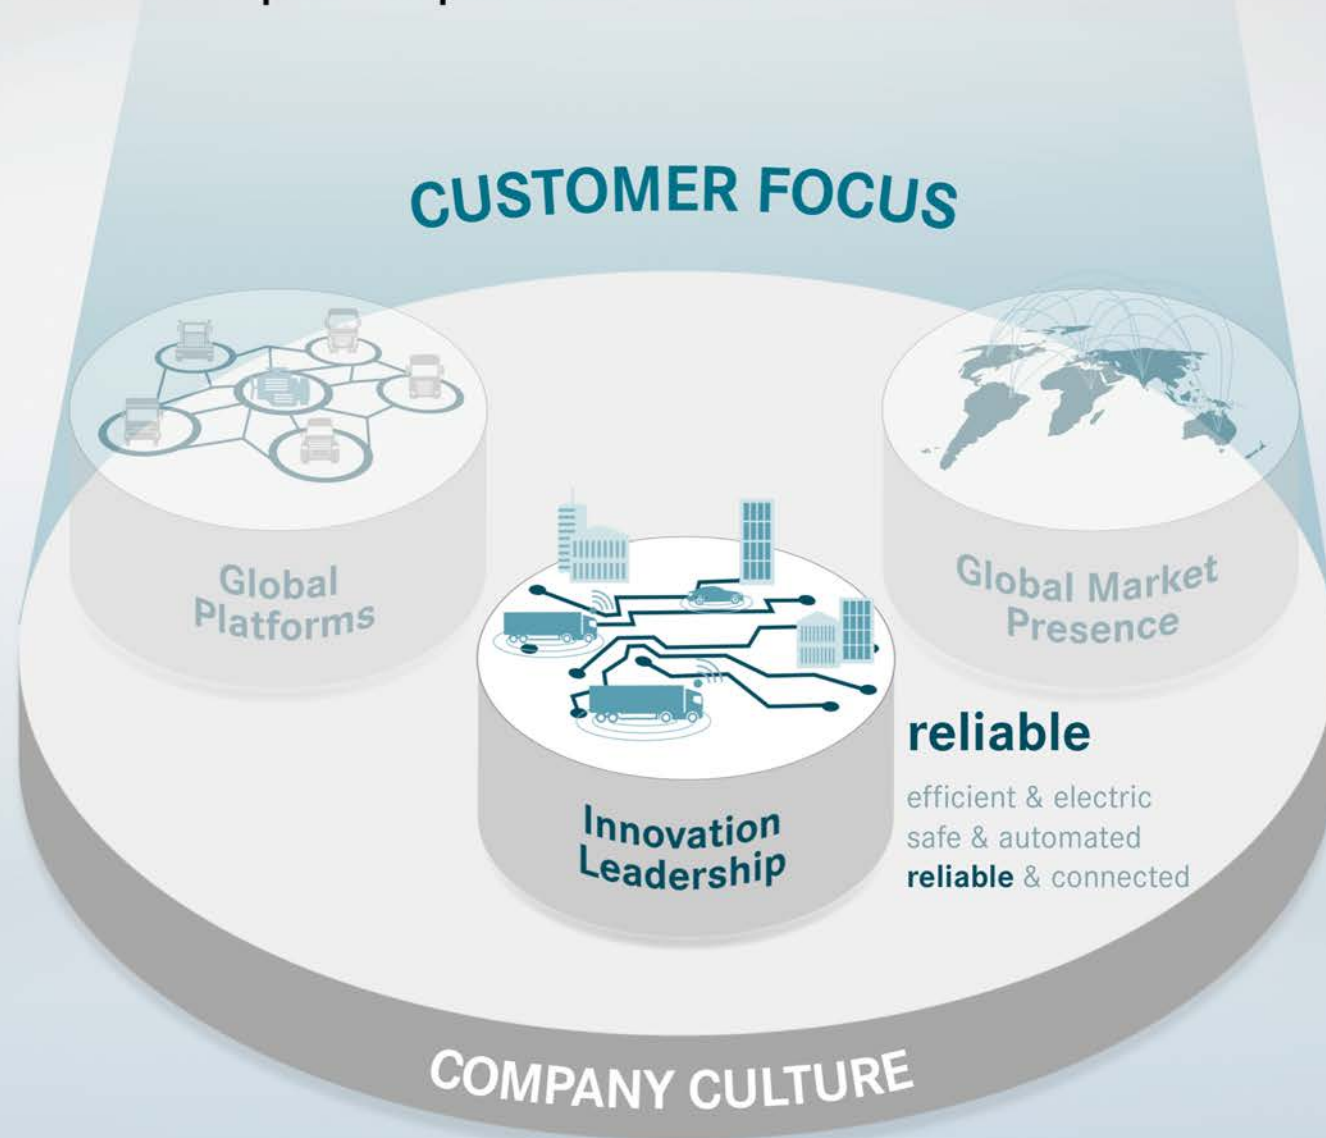 CUSTOMER FOCUS
Global
Platforms
Global Market
Presence
Innovation
Leadership
reliable
efficient & electric
safe & automated
reliable & connected
COMPANY CULTURE